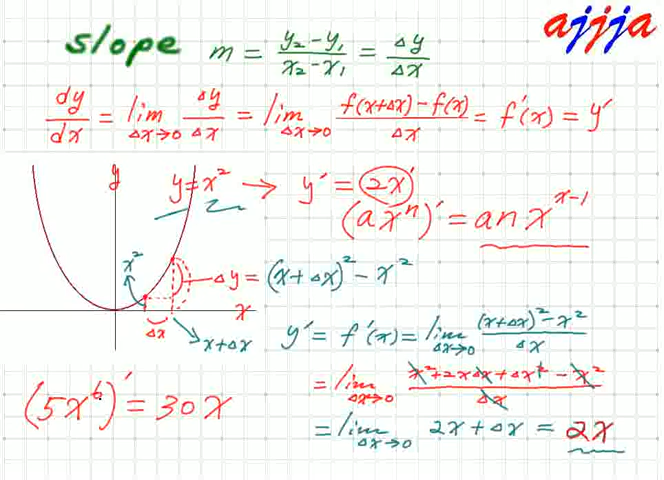 ajjja
slope m = (y₂ − y₁)/(x₂ − x₁) = Δy/Δx
dy/dx = lim Δx→0 Δy/Δx = lim Δx→0 (f(x+Δx) − f(x))/Δx = f'(x) = y'
y
y = x² → y' = 2x'
(axⁿ)' = anxˣ⁻¹
x²
Δy = (x+Δx)² − x²
x
Δx
x+Δx
y' = f'(x) = lim Δx→0 ((x+Δx)² − x²)/Δx
= lim Δx→0 (x² + 2xΔx + Δx² − x²)/Δx
= lim Δx→0 2x + Δx = 2x
(5x⁶)' = 30x